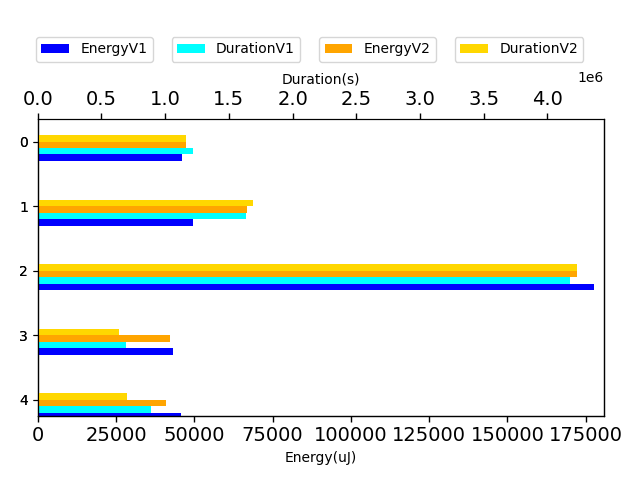 EnergyV1 DurationV1 EnergyV2 DurationV2
Duration(s)
1e6
0.0 0.5 1.0 1.5 2.0 2.5 3.0 3.5 4.0
0
1
2
3
4
0 25000 50000 75000 100000 125000 150000 175000
Energy(uJ)